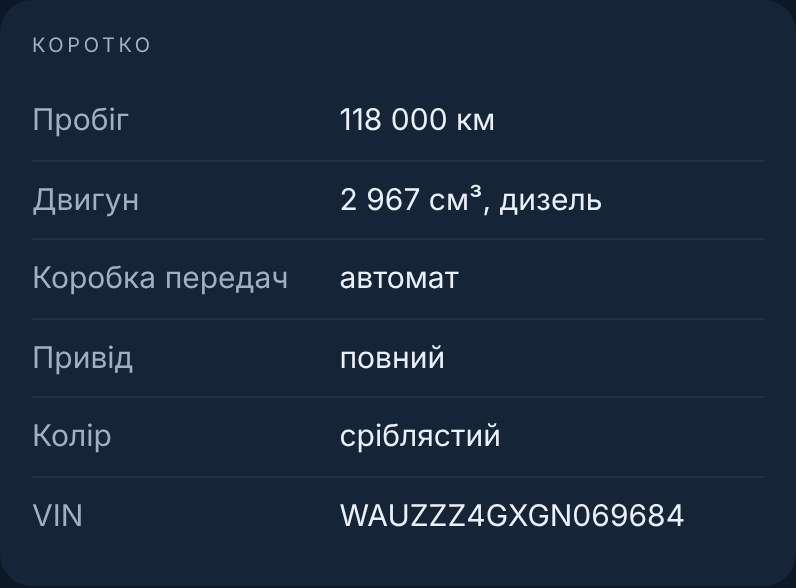 КОРОТКО
Пробіг 118 000 км
Двигун 2 967 см³, дизель
Коробка передач автомат
Привід повний
Колір сріблястий
VIN WAUZZZ4GXGN069684